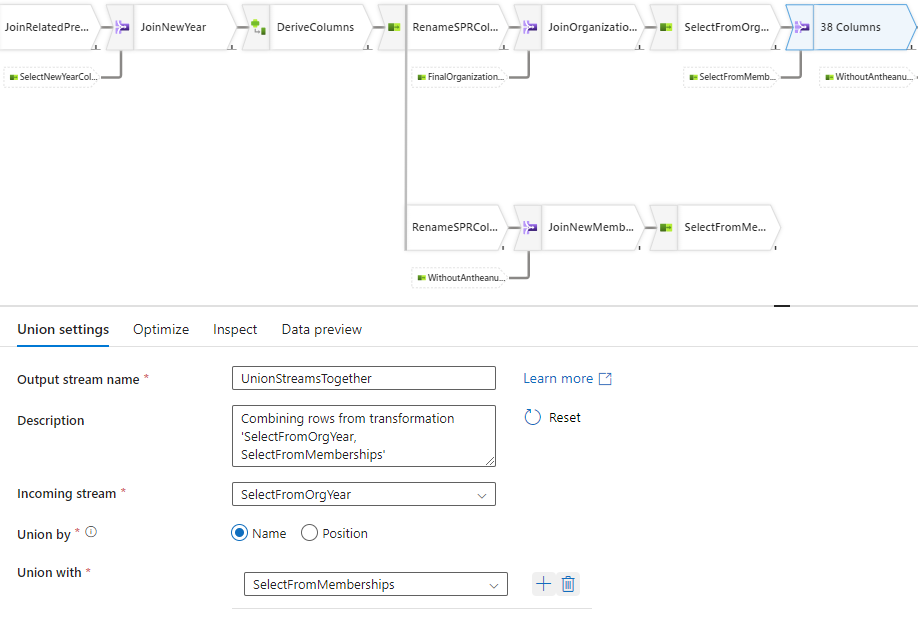 JoinRelatedPre...
JoinNewYear
DeriveColumns
RenameSPRCol...
JoinOrganizatio...
SelectFromOrg...
38 Columns
SelectNewYearCol...
FinalOrganization...
SelectFromMemb...
WithoutAntheanu...
RenameSPRCol...
JoinNewMemb...
SelectFromMe...
WithoutAntheanu...
Union settings
Optimize
Inspect
Data preview
Output stream name *
UnionStreamsTogether
Learn more
Description
Combining rows from transformation
'SelectFromOrgYear,
SelectFromMemberships'
Reset
Incoming stream *
SelectFromOrgYear
Union by *
Name
Position
Union with *
SelectFromMemberships